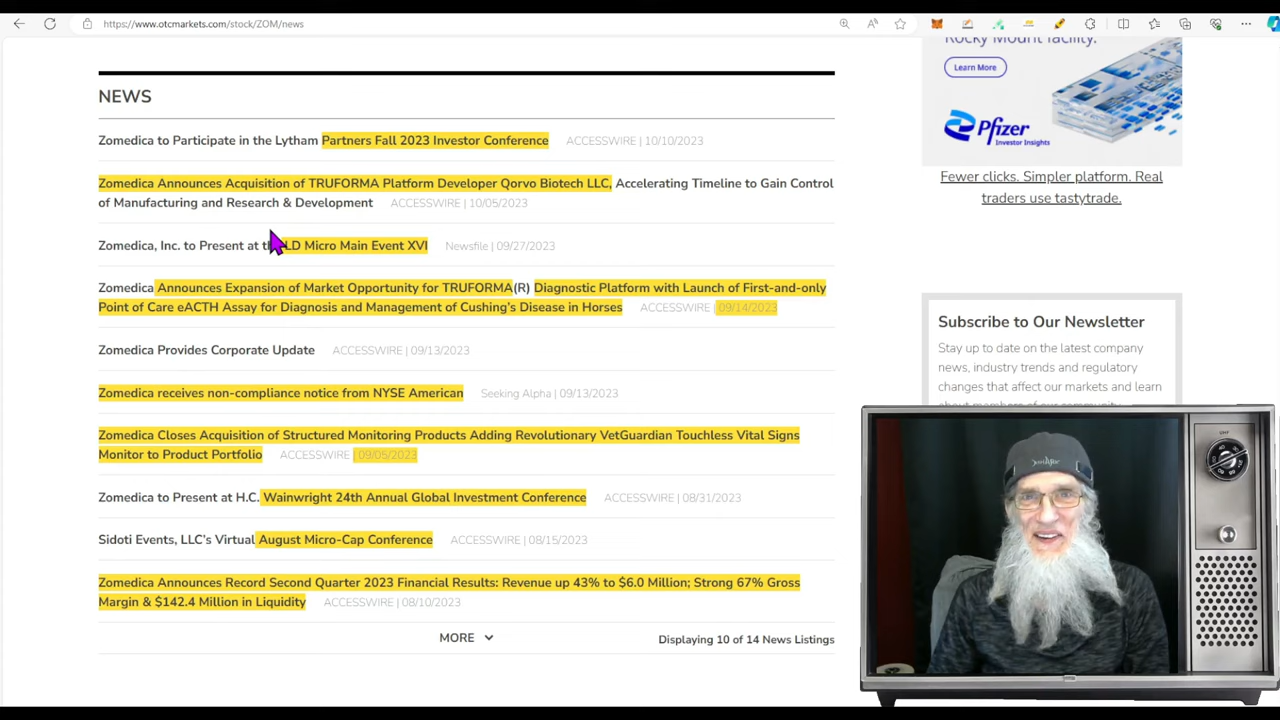 https://www.otcmarkets.com/stock/ZOM/news
Rocky Mount facility.
Learn More
Pfizer
Investor Insights
Fewer clicks. Simpler platform. Real
traders use tastytrade.
NEWS
Zomedica to Participate in the Lytham Partners Fall 2023 Investor Conference ACCESSWIRE | 10/10/2023
Zomedica Announces Acquisition of TRUFORMA Platform Developer Qorvo Biotech LLC, Accelerating Timeline to Gain Control
of Manufacturing and Research & Development ACCESSWIRE | 10/05/2023
Zomedica, Inc. to Present at LD Micro Main Event XVI Newsfile | 09/27/2023
Zomedica Announces Expansion of Market Opportunity for TRUFORMA(R) Diagnostic Platform with Launch of First-and-only
Point of Care eACTH Assay for Diagnosis and Management of Cushing's Disease in Horses ACCESSWIRE | 09/14/2023
Zomedica Provides Corporate Update ACCESSWIRE | 09/13/2023
Zomedica receives non-compliance notice from NYSE American Seeking Alpha | 09/13/2023
Zomedica Closes Acquisition of Structured Monitoring Products Adding Revolutionary VetGuardian Touchless Vital Signs
Monitor to Product Portfolio ACCESSWIRE | 09/05/2023
Zomedica to Present at H.C. Wainwright 24th Annual Global Investment Conference ACCESSWIRE | 08/31/2023
Sidoti Events, LLC's Virtual August Micro-Cap Conference ACCESSWIRE | 08/15/2023
Zomedica Announces Record Second Quarter 2023 Financial Results: Revenue up 43% to $6.0 Million; Strong 67% Gross
Margin & $142.4 Million in Liquidity ACCESSWIRE | 08/10/2023
MORE
Displaying 10 of 14 News Listings
Subscribe to Our Newsletter
Stay up to date on the latest company
news, industry trends and regulatory
changes that affect our markets and learn
about members of our community.